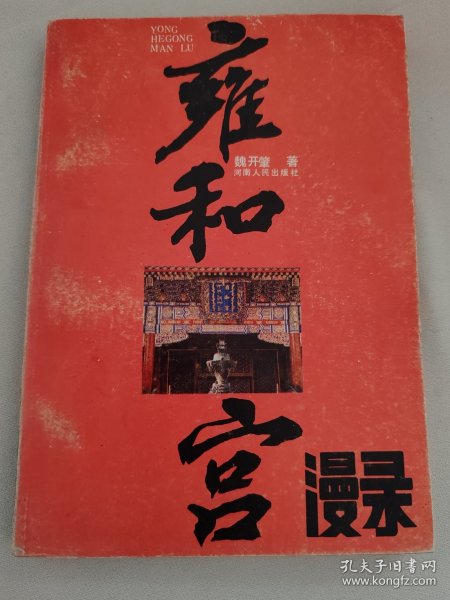 YONG
HEGONG
MAN LU
雍和宫
漫录
魏开肇 著
河南人民出版社
孔夫子旧书网
www.kongfz.com